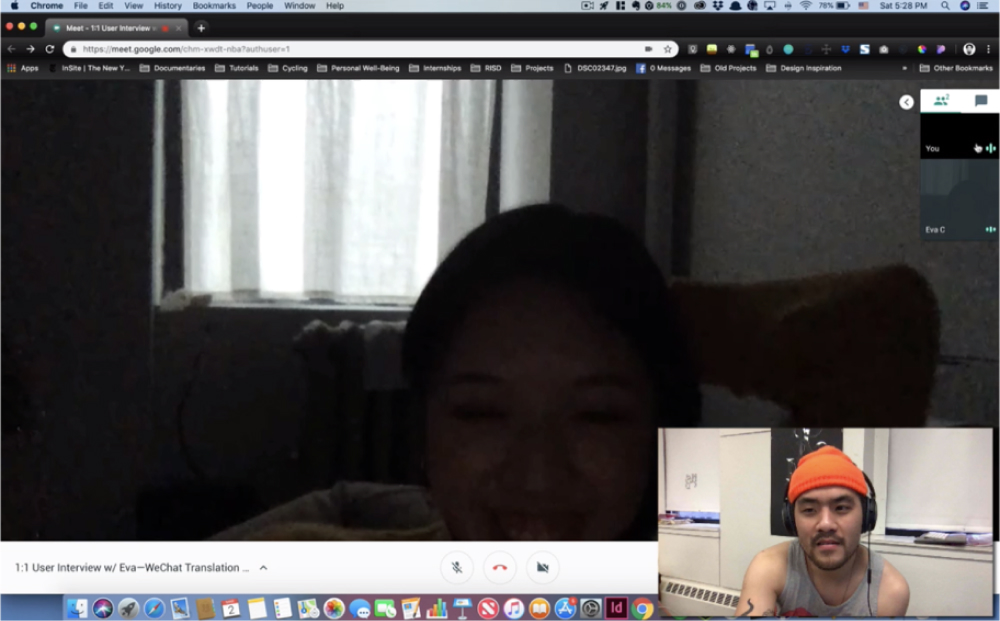 Chrome File Edit View History Bookmarks People Window Help 84% 78% Sat 5:28 PM
Meet – 1:1 User Interview
https://meet.google.com/chm-xwdt-nba?authuser=1
Apps InSite | The New Y... Documentaries Tutorials Cycling Personal Well-Being Internships RISD Projects DSC02347.jpg 0 Messages Old Projects Design Inspiration » Other Bookmarks
2
You
Eva C
1:1 User Interview w/ Eva—WeChat Translation ...
2
Id